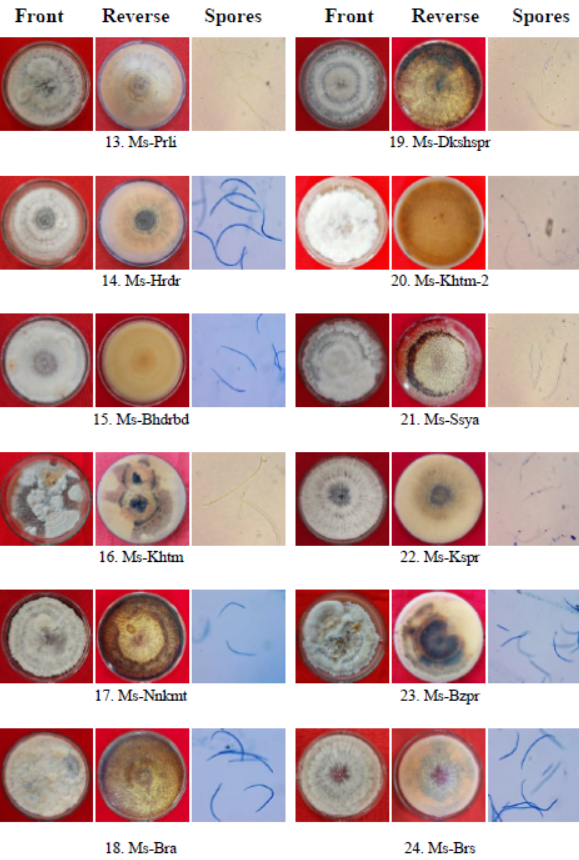 Front Reverse Spores Front Reverse Spores
13. Ms-Prli 19. Ms-Dkshspr
14. Ms-Hrdr 20. Ms-Khtm-2
15. Ms-Bhdrbd 21. Ms-Ssya
16. Ms-Khtm 22. Ms-Kspr
17. Ms-Nnkmt 23. Ms-Bzpr
18. Ms-Bra 24. Ms-Brs